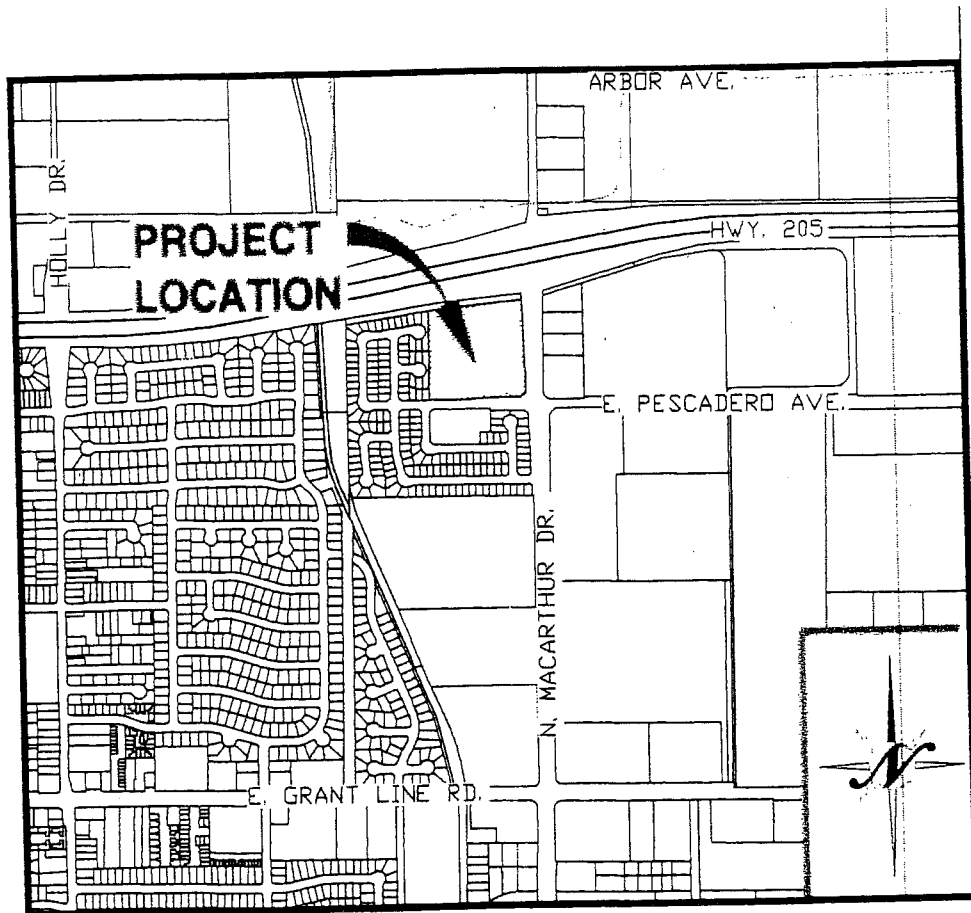 ARBOR AVE.
HOLLY DR.
HWY. 205
PROJECT
LOCATION
E. PESCADERO AVE.
N. MACARTHUR DR.
E. GRANT LINE RD.
N